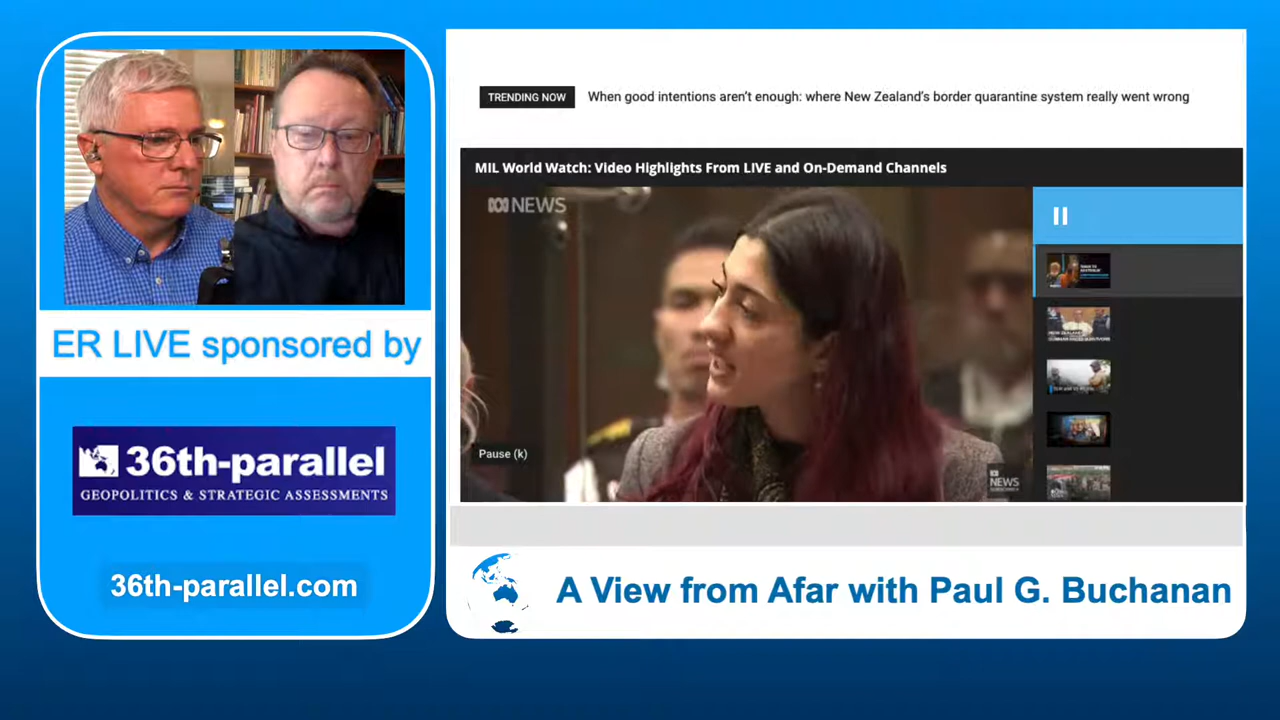 TRENDING NOW When good intentions aren't enough: where New Zealand's border quarantine system really went wrong
MIL World Watch: Video Highlights From LIVE and On-Demand Channels
NEWS
Pause (k)
NEWS
ER LIVE sponsored by
36th-parallel
GEOPOLITICS & STRATEGIC ASSESSMENTS
36th-parallel.com
A View from Afar with Paul G. Buchanan